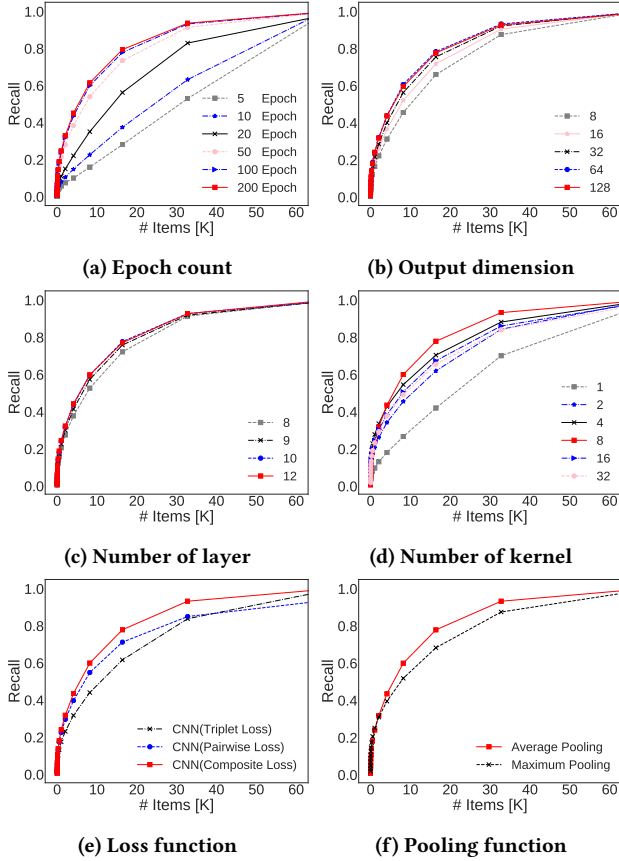 1.0
0.8
0.6
0.4
0.2
0.0
Recall
5 Epoch
10 Epoch
20 Epoch
50 Epoch
100 Epoch
200 Epoch
0 10 20 30 40 50 60
# Items [K]
(a) Epoch count
1.0
0.8
0.6
0.4
0.2
0.0
Recall
8
16
32
64
128
0 10 20 30 40 50 60
# Items [K]
(b) Output dimension
1.0
0.8
0.6
0.4
0.2
0.0
Recall
8
9
10
12
0 10 20 30 40 50 60
# Items [K]
(c) Number of layer
1.0
0.8
0.6
0.4
0.2
0.0
Recall
1
2
4
8
16
32
0 10 20 30 40 50 60
# Items [K]
(d) Number of kernel
1.0
0.8
0.6
0.4
0.2
0.0
Recall
CNN(Triplet Loss)
CNN(Pairwise Loss)
CNN(Composite Loss)
0 10 20 30 40 50 60
# Items [K]
(e) Loss function
1.0
0.8
0.6
0.4
0.2
0.0
Recall
Average Pooling
Maximum Pooling
0 10 20 30 40 50 60
# Items [K]
(f) Pooling function